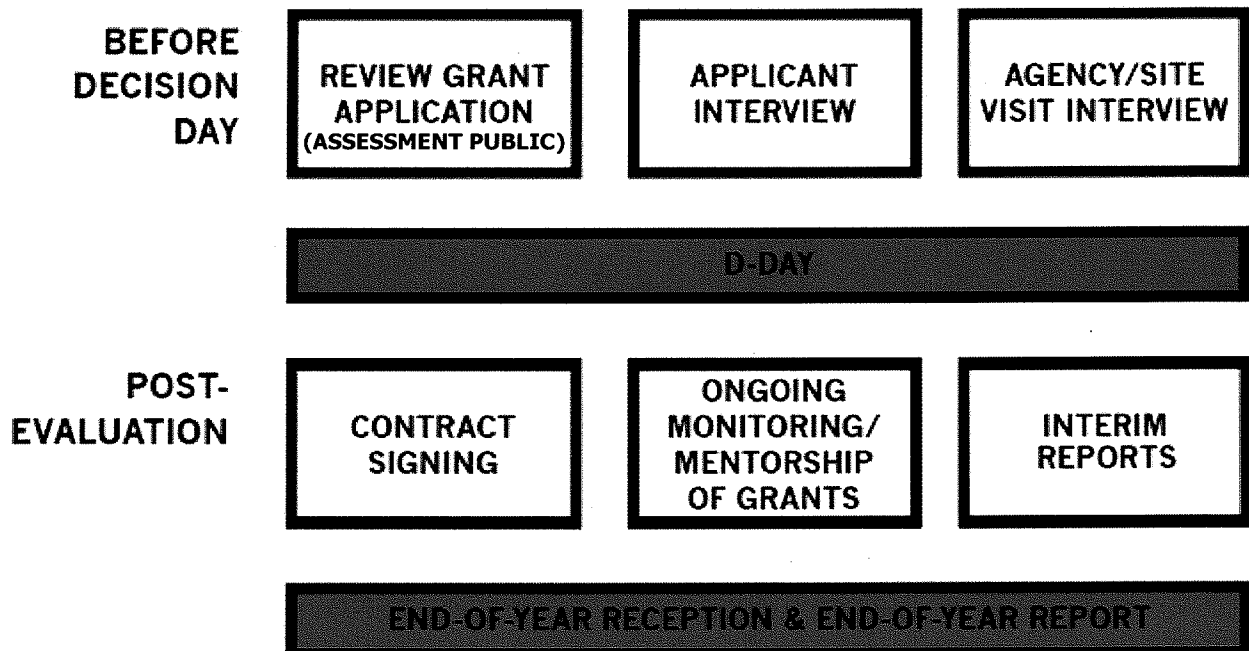 BEFORE
DECISION
DAY
REVIEW GRANT
APPLICATION
(ASSESSMENT PUBLIC)
APPLICANT
INTERVIEW
AGENCY/SITE
VISIT INTERVIEW
D-DAY
POST-
EVALUATION
CONTRACT
SIGNING
ONGOING
MONITORING/
MENTORSHIP
OF GRANTS
INTERIM
REPORTS
END-OF-YEAR RECEPTION & END-OF-YEAR REPORT